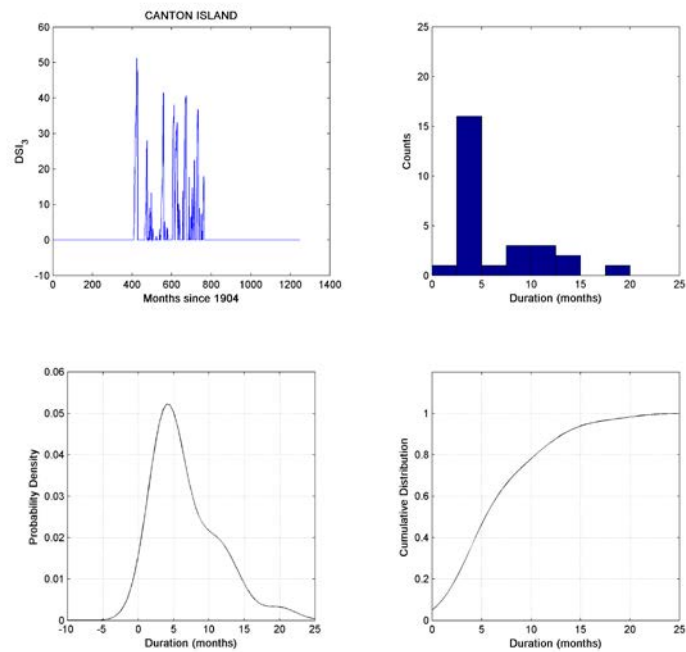 CANTON ISLAND
60
50
40
30
20
10
0
-10
DSI3
0 200 400 600 800 1000 1200 1400
Months since 1904
25
20
15
10
5
0
Counts
0 5 10 15 20 25
Duration (months)
0.06
0.05
0.04
0.03
0.02
0.01
0
Probability Density
-10 -5 0 5 10 15 20 25
Duration (months)
1
0.8
0.6
0.4
0.2
0
Cumulative Distribution
0 5 10 15 20 25
Duration (months)